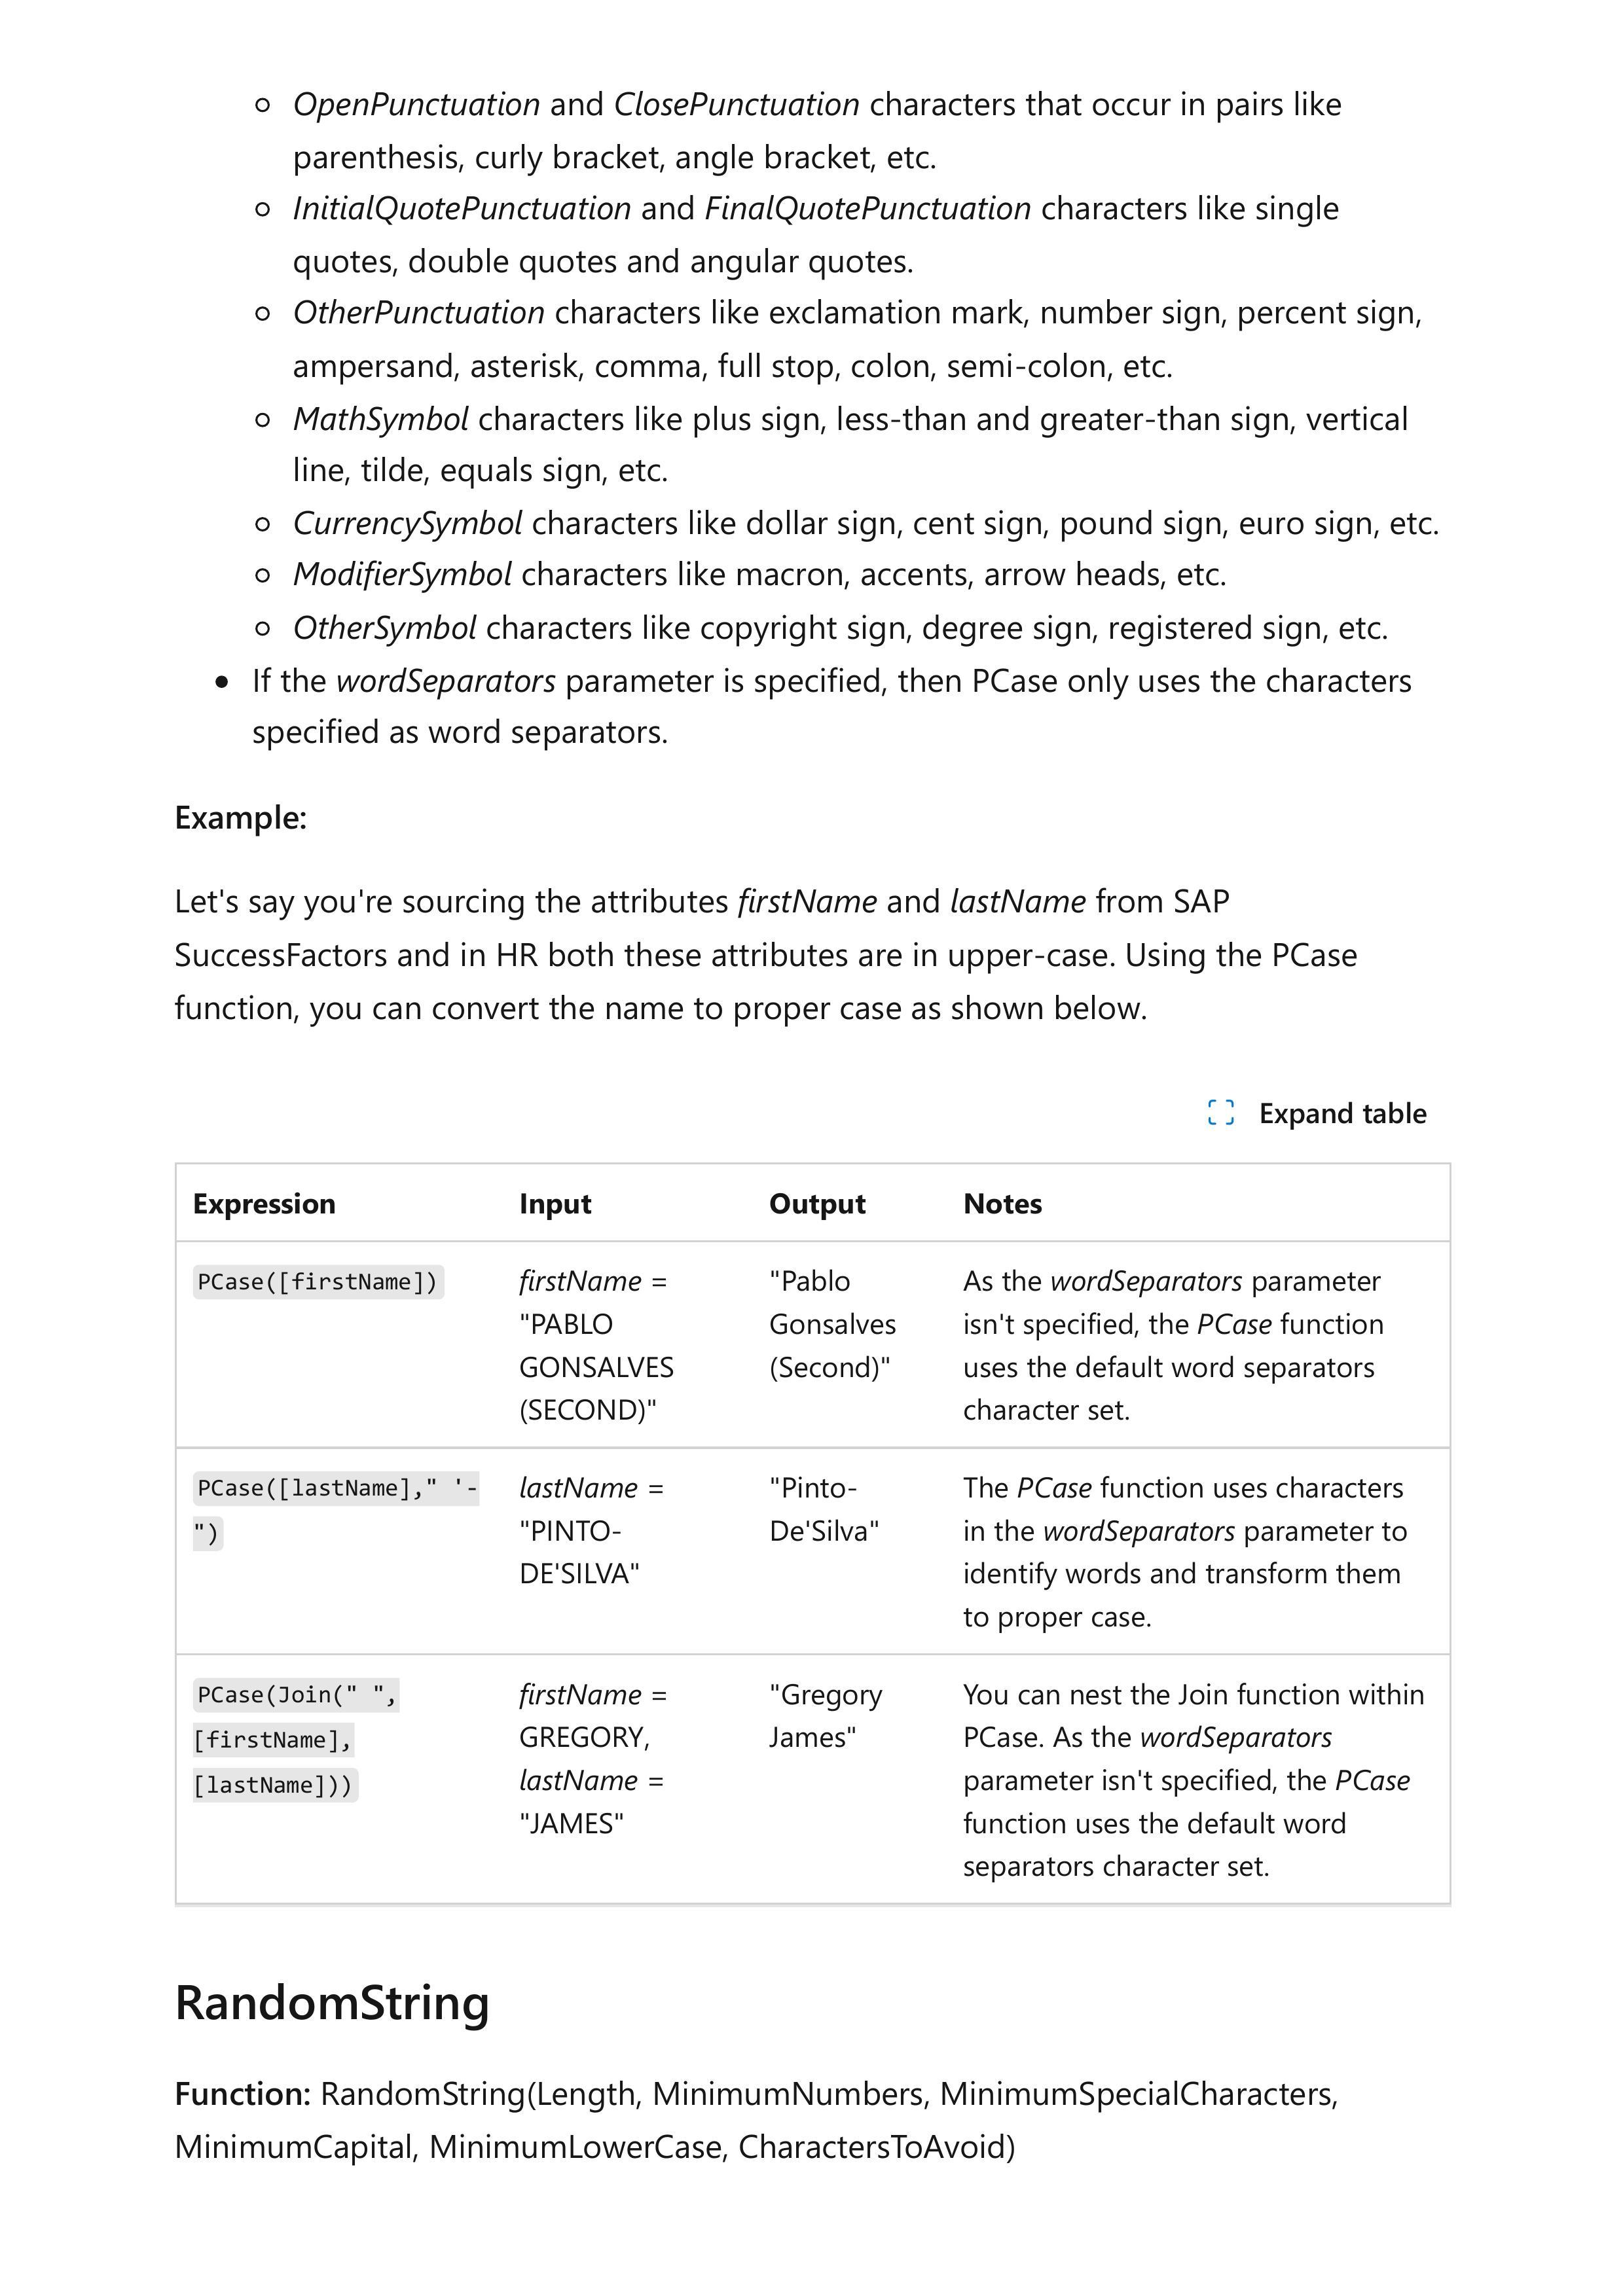 OpenPunctuation and ClosePunctuation characters that occur in pairs like
parenthesis, curly bracket, angle bracket, etc.
InitialQuotePunctuation and FinalQuotePunctuation characters like single
quotes, double quotes and angular quotes.
OtherPunctuation characters like exclamation mark, number sign, percent sign,
ampersand, asterisk, comma, full stop, colon, semi-colon, etc.
MathSymbol characters like plus sign, less-than and greater-than sign, vertical
line, tilde, equals sign, etc.
CurrencySymbol characters like dollar sign, cent sign, pound sign, euro sign, etc.
ModifierSymbol characters like macron, accents, arrow heads, etc.
OtherSymbol characters like copyright sign, degree sign, registered sign, etc.
If the wordSeparators parameter is specified, then PCase only uses the characters
specified as word separators.
Example:
Let's say you're sourcing the attributes firstName and lastName from SAP
SuccessFactors and in HR both these attributes are in upper-case. Using the PCase
function, you can convert the name to proper case as shown below.
Expand table
Expression Input Output Notes
PCase([firstName])
firstName =
"PABLO
GONSALVES
(SECOND)"
"Pablo
Gonsalves
(Second)"
As the wordSeparators parameter
isn't specified, the PCase function
uses the default word separators
character set.
PCase([lastName]," '-
")
lastName =
"PINTO-
DE'SILVA"
"Pinto-
De'Silva"
The PCase function uses characters
in the wordSeparators parameter to
identify words and transform them
to proper case.
PCase(Join(" ",
[firstName],
[lastName]))
firstName =
GREGORY,
lastName =
"JAMES"
"Gregory
James"
You can nest the Join function within
PCase. As the wordSeparators
parameter isn't specified, the PCase
function uses the default word
separators character set.
RandomString
Function: RandomString(Length, MinimumNumbers, MinimumSpecialCharacters,
MinimumCapital, MinimumLowerCase, CharactersToAvoid)